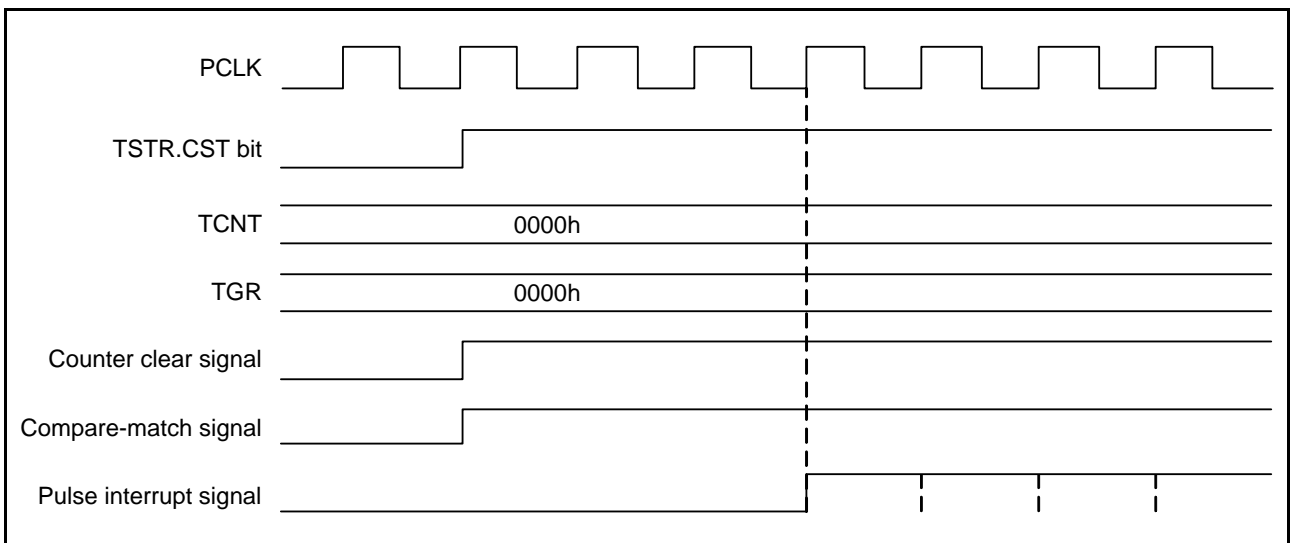 PCLK
TSTR.CST bit
TCNT
0000h
TGR
0000h
Counter clear signal
Compare-match signal
Pulse interrupt signal